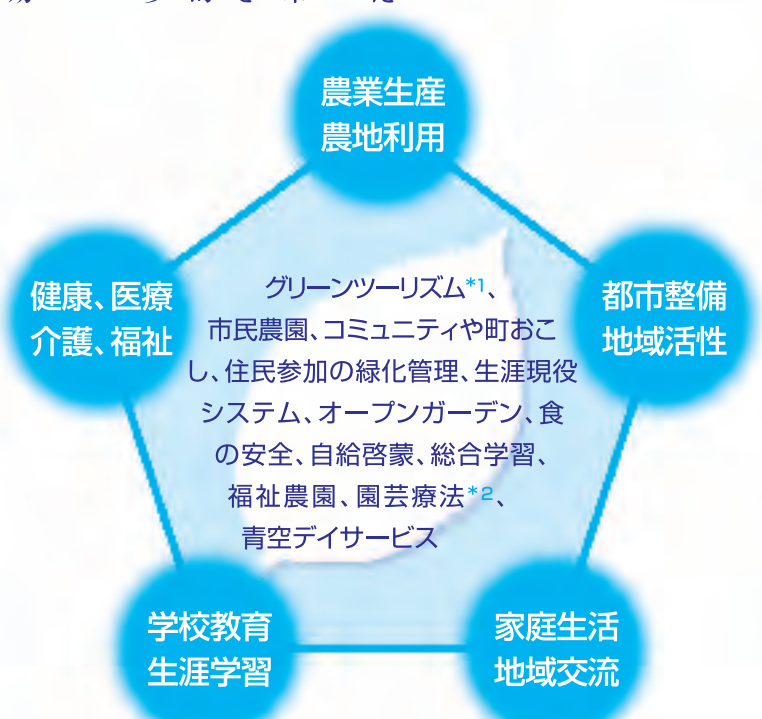 農業生産
農地利用
健康、医療
介護、福祉
都市整備
地域活性
グリーンツーリズム*1、
市民農園、コミュニティや町おこ
し、住民参加の緑化管理、生涯現役
システム、オープンガーデン、食
の安全、自給啓蒙、総合学習、
福祉農園、園芸療法*2、
青空デイサービス
学校教育
生涯学習
家庭生活
地域交流